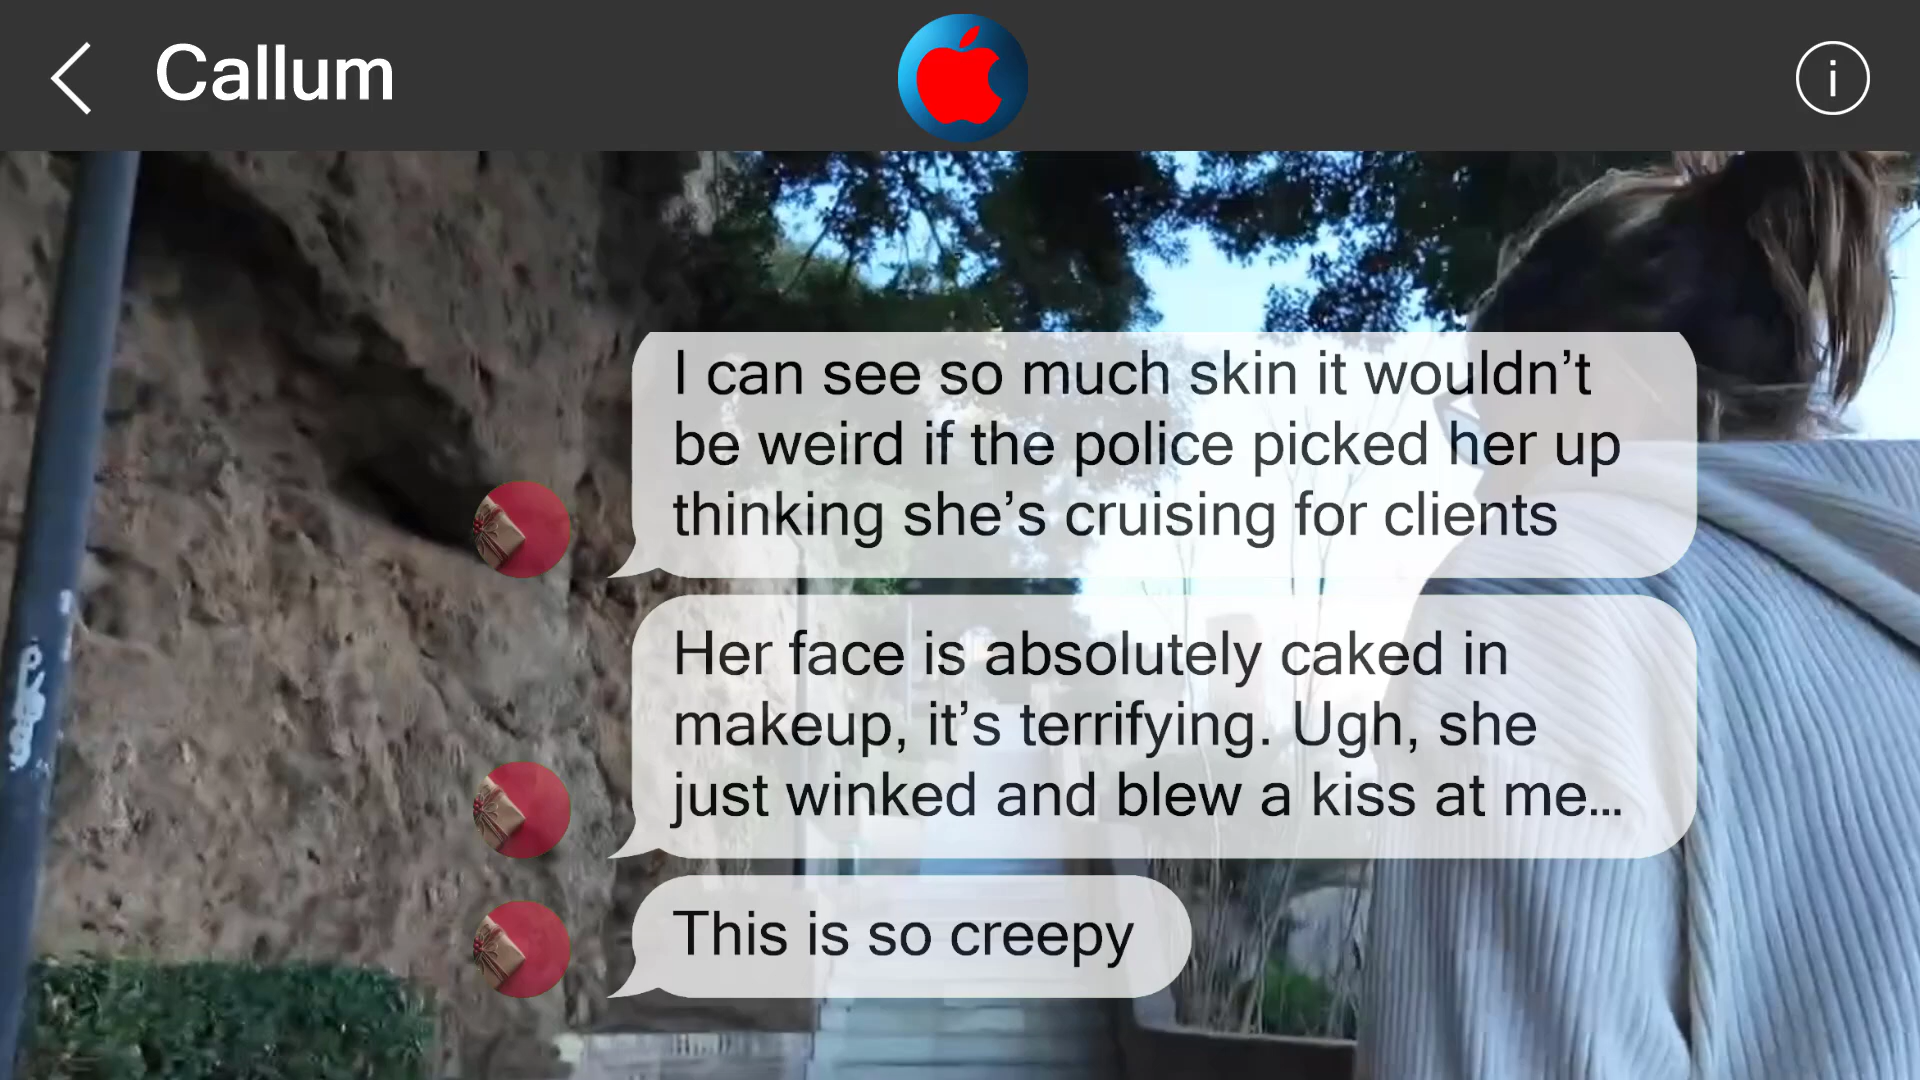 Callum
i
I can see so much skin it wouldn’t
be weird if the police picked her up
thinking she’s cruising for clients
Her face is absolutely caked in
makeup, it’s terrifying. Ugh, she
just winked and blew a kiss at me...
This is so creepy